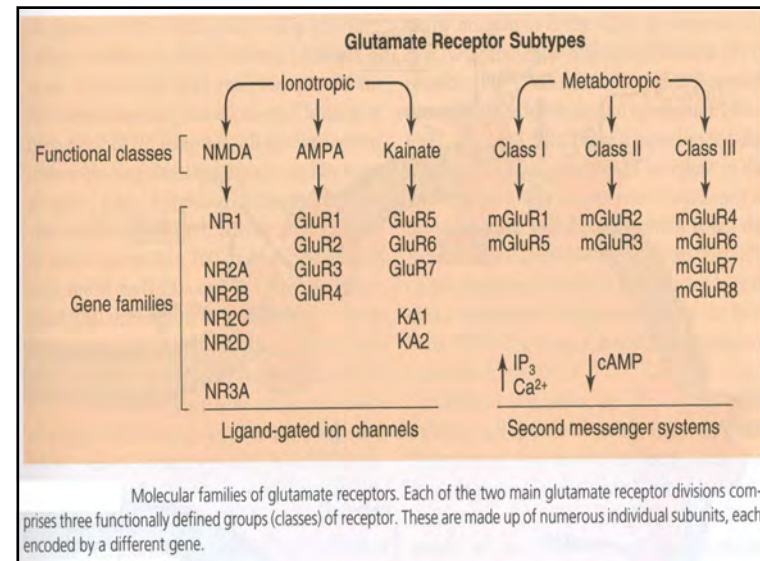 Glutamate Receptor Subtypes
Ionotropic Metabotropic
Functional classes NMDA AMPA Kainate Class I Class II Class III
NR1 GluR1 GluR5 mGluR1 mGluR2 mGluR4
GluR2 GluR6 mGluR5 mGluR3 mGluR6
NR2A GluR3 GluR7 mGluR7
Gene families NR2B GluR4 mGluR8
NR2C KA1
NR2D KA2
↑ IP₃ ↓ cAMP
Ca²⁺
NR3A
Ligand-gated ion channels Second messenger systems
Molecular families of glutamate receptors. Each of the two main glutamate receptor divisions com-
prises three functionally defined groups (classes) of receptor. These are made up of numerous individual subunits, each
encoded by a different gene.